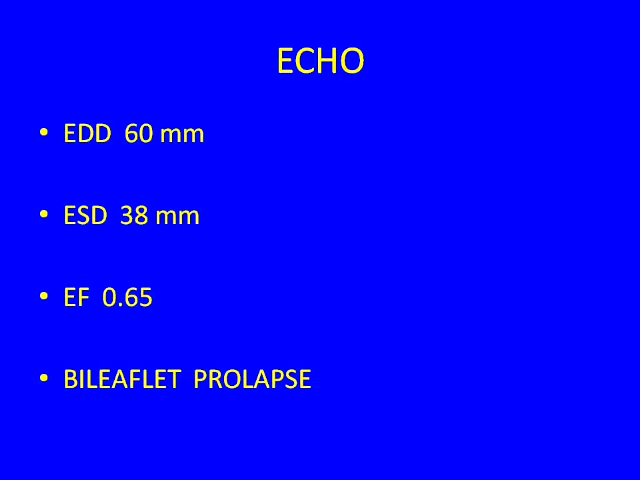 ECHO
• EDD  60 mm
• ESD  38 mm
• EF  0.65
• BILEAFLET  PROLAPSE